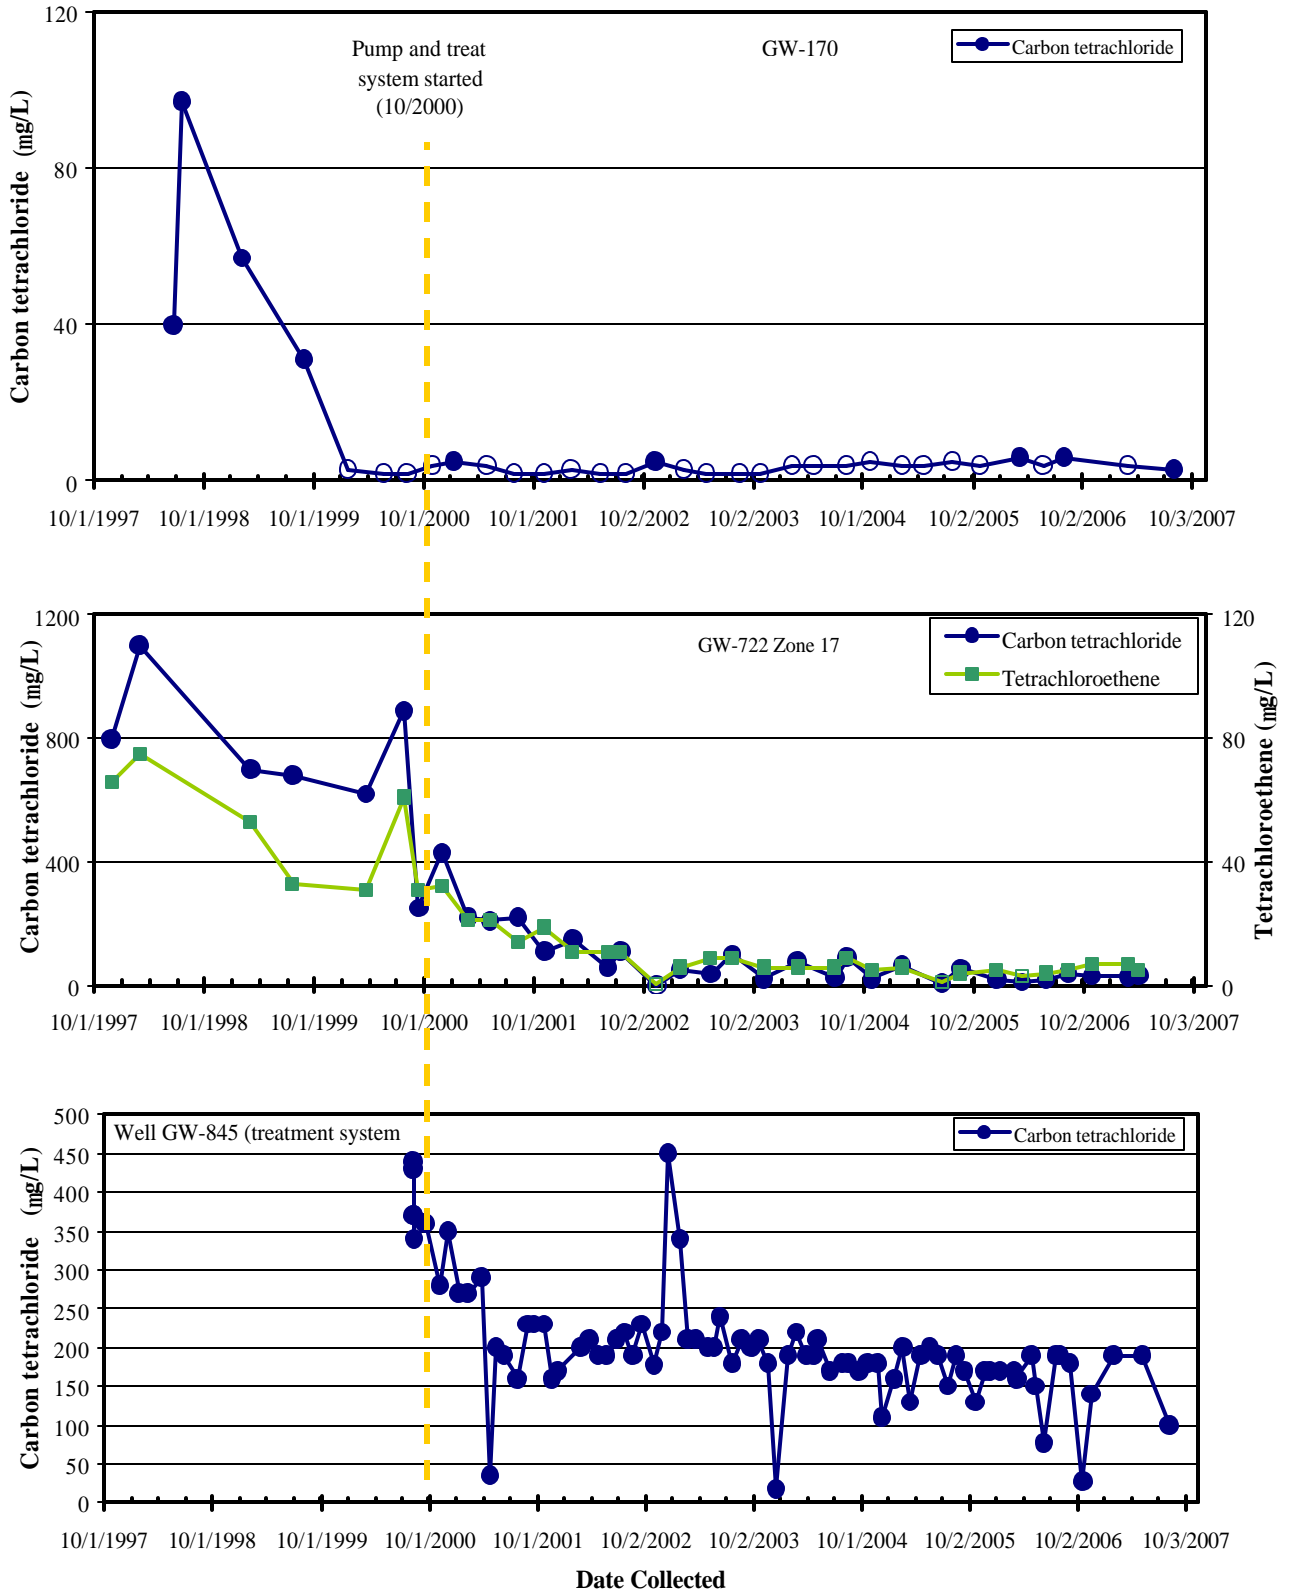 120
80
40
0
Carbon tetrachloride (mg/L)
Pump and treat
system started
(10/2000)
GW-170
Carbon tetrachloride
10/1/1997 10/1/1998 10/1/1999 10/1/2000 10/1/2001 10/2/2002 10/2/2003 10/1/2004 10/2/2005 10/2/2006 10/3/2007
1200
800
400
0
Carbon tetrachloride (mg/L)
GW-722 Zone 17
Carbon tetrachloride
Tetrachloroethene
120
80
40
0
Tetrachloroethene (mg/L)
10/1/1997 10/1/1998 10/1/1999 10/1/2000 10/1/2001 10/2/2002 10/2/2003 10/1/2004 10/2/2005 10/2/2006 10/3/2007
500
450
400
350
300
250
200
150
100
50
0
Carbon tetrachloride (mg/L)
Well GW-845 (treatment system
Carbon tetrachloride
10/1/1997 10/1/1998 10/1/1999 10/1/2000 10/1/2001 10/2/2002 10/2/2003 10/1/2004 10/2/2005 10/2/2006 10/3/2007
Date Collected